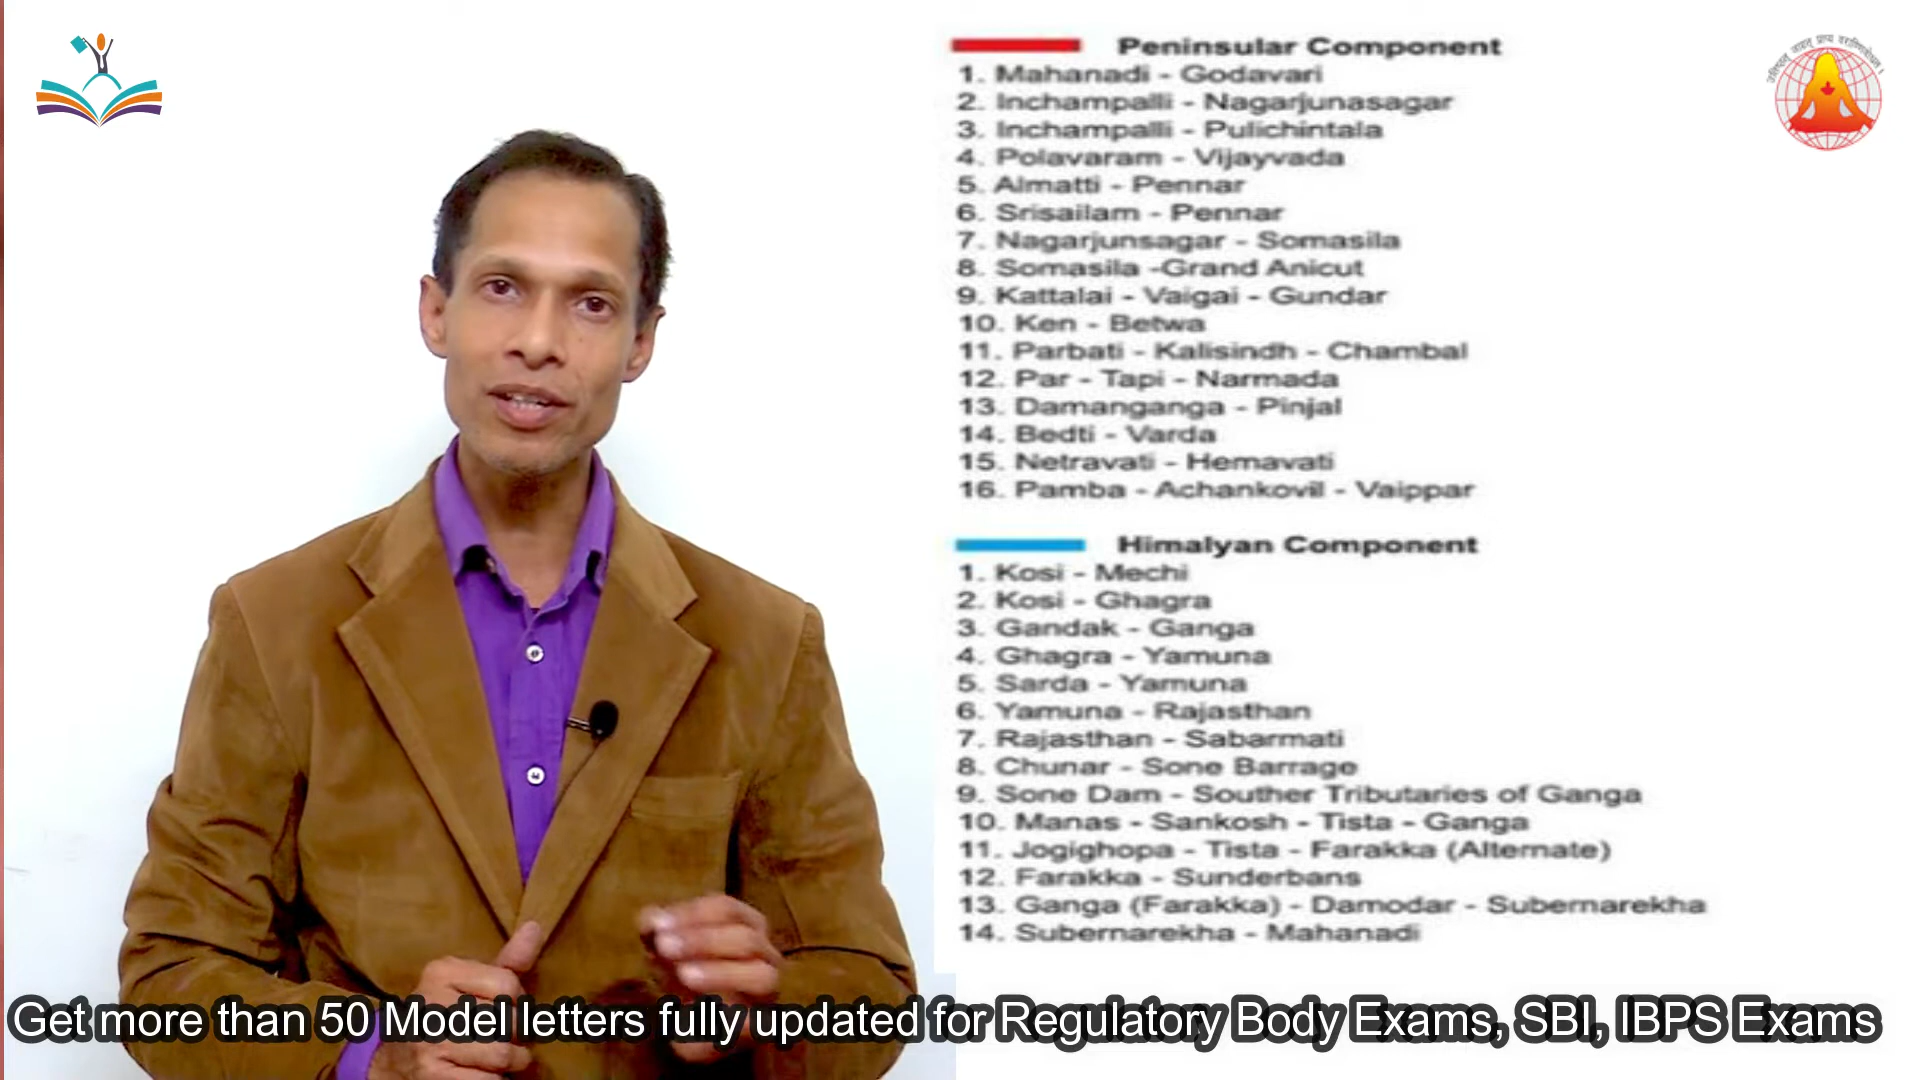 Peninsular Component
1. Mahanadi - Godavari
2. Inchampalli - Nagarjunasagar
3. Inchampalli - Pulichintala
4. Polavaram - Vijayvada
5. Almatti - Pennar
6. Srisailam - Pennar
7. Nagarjunsagar - Somasila
8. Somasila -Grand Anicut
9. Kattalai - Vaigai - Gundar
10. Ken - Betwa
11. Parbati - Kalisindh - Chambal
12. Par - Tapi - Narmada
13. Damanganga - Pinjal
14. Bedti - Varda
15. Netravati - Hemavati
16. Pamba - Achankovil - Vaippar
Himalyan Component
1. Kosi - Mechi
2. Kosi - Ghagra
3. Gandak - Ganga
4. Ghagra - Yamuna
5. Sarda - Yamuna
6. Yamuna - Rajasthan
7. Rajasthan - Sabarmati
8. Chunar - Sone Barrage
9. Sone Dam - Souther Tributaries of Ganga
10. Manas - Sankosh - Tista - Ganga
11. Jogighopa - Tista - Farakka (Alternate)
12. Farakka - Sunderbans
13. Ganga (Farakka) - Damodar - Subernarekha
14. Subernarekha - Mahanadi
Get more than 50 Model letters fully updated for Regulatory Body Exams, SBI, IBPS Exams